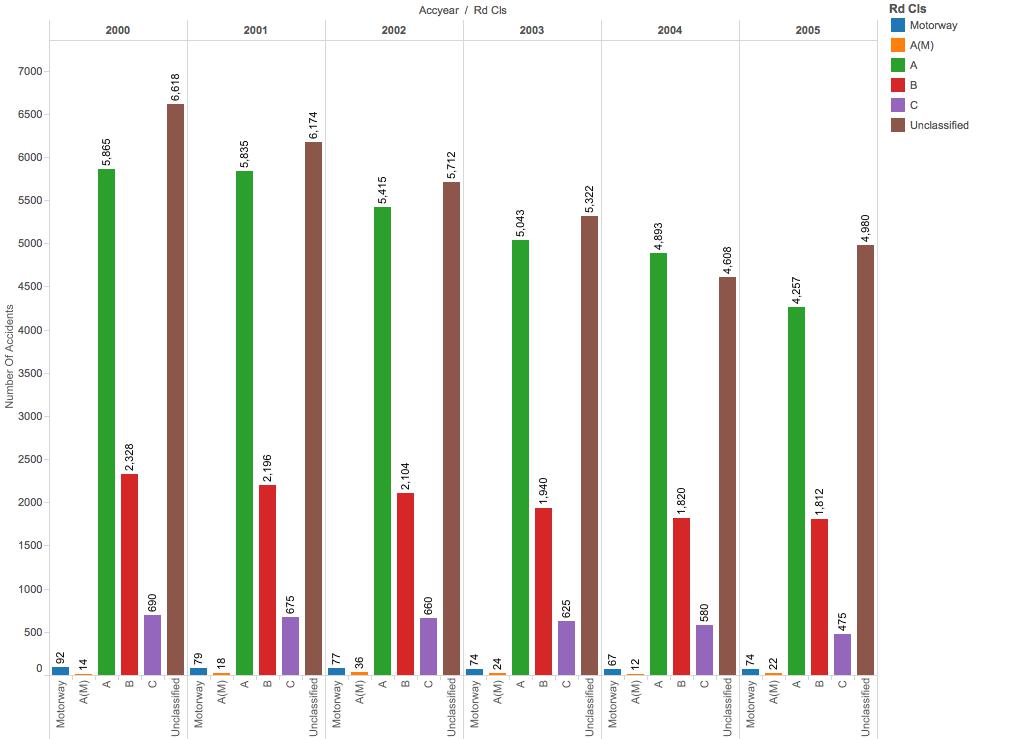 Accyear / Rd Cls
2000 2001 2002 2003 2004 2005
Number Of Accidents
7000
6500
6000
5500
5000
4500
4000
3500
3000
2500
2000
1500
1000
500
0
92 14 5,865 2,328 690 6,618
79 18 5,835 2,196 675 6,174
77 36 5,415 2,104 660 5,712
74 24 5,043 1,940 625 5,322
67 12 4,893 1,820 580 4,608
74 22 4,257 1,812 475 4,980
Motorway A(M) A B C Unclassified
Motorway A(M) A B C Unclassified
Motorway A(M) A B C Unclassified
Motorway A(M) A B C Unclassified
Motorway A(M) A B C Unclassified
Motorway A(M) A B C Unclassified
Rd Cls
Motorway
A(M)
A
B
C
Unclassified